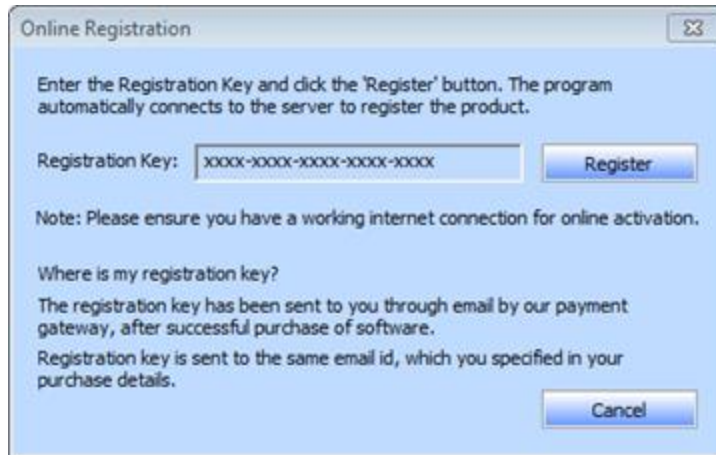 Online Registration
Enter the Registration Key and click the 'Register' button. The program
automatically connects to the server to register the product.
Registration Key: xxxx-xxxx-xxxx-xxxx-xxxx Register
Note: Please ensure you have a working internet connection for online activation.
Where is my registration key?
The registration key has been sent to you through email by our payment
gateway, after successful purchase of software.
Registration key is sent to the same email id, which you specified in your
purchase details.
Cancel